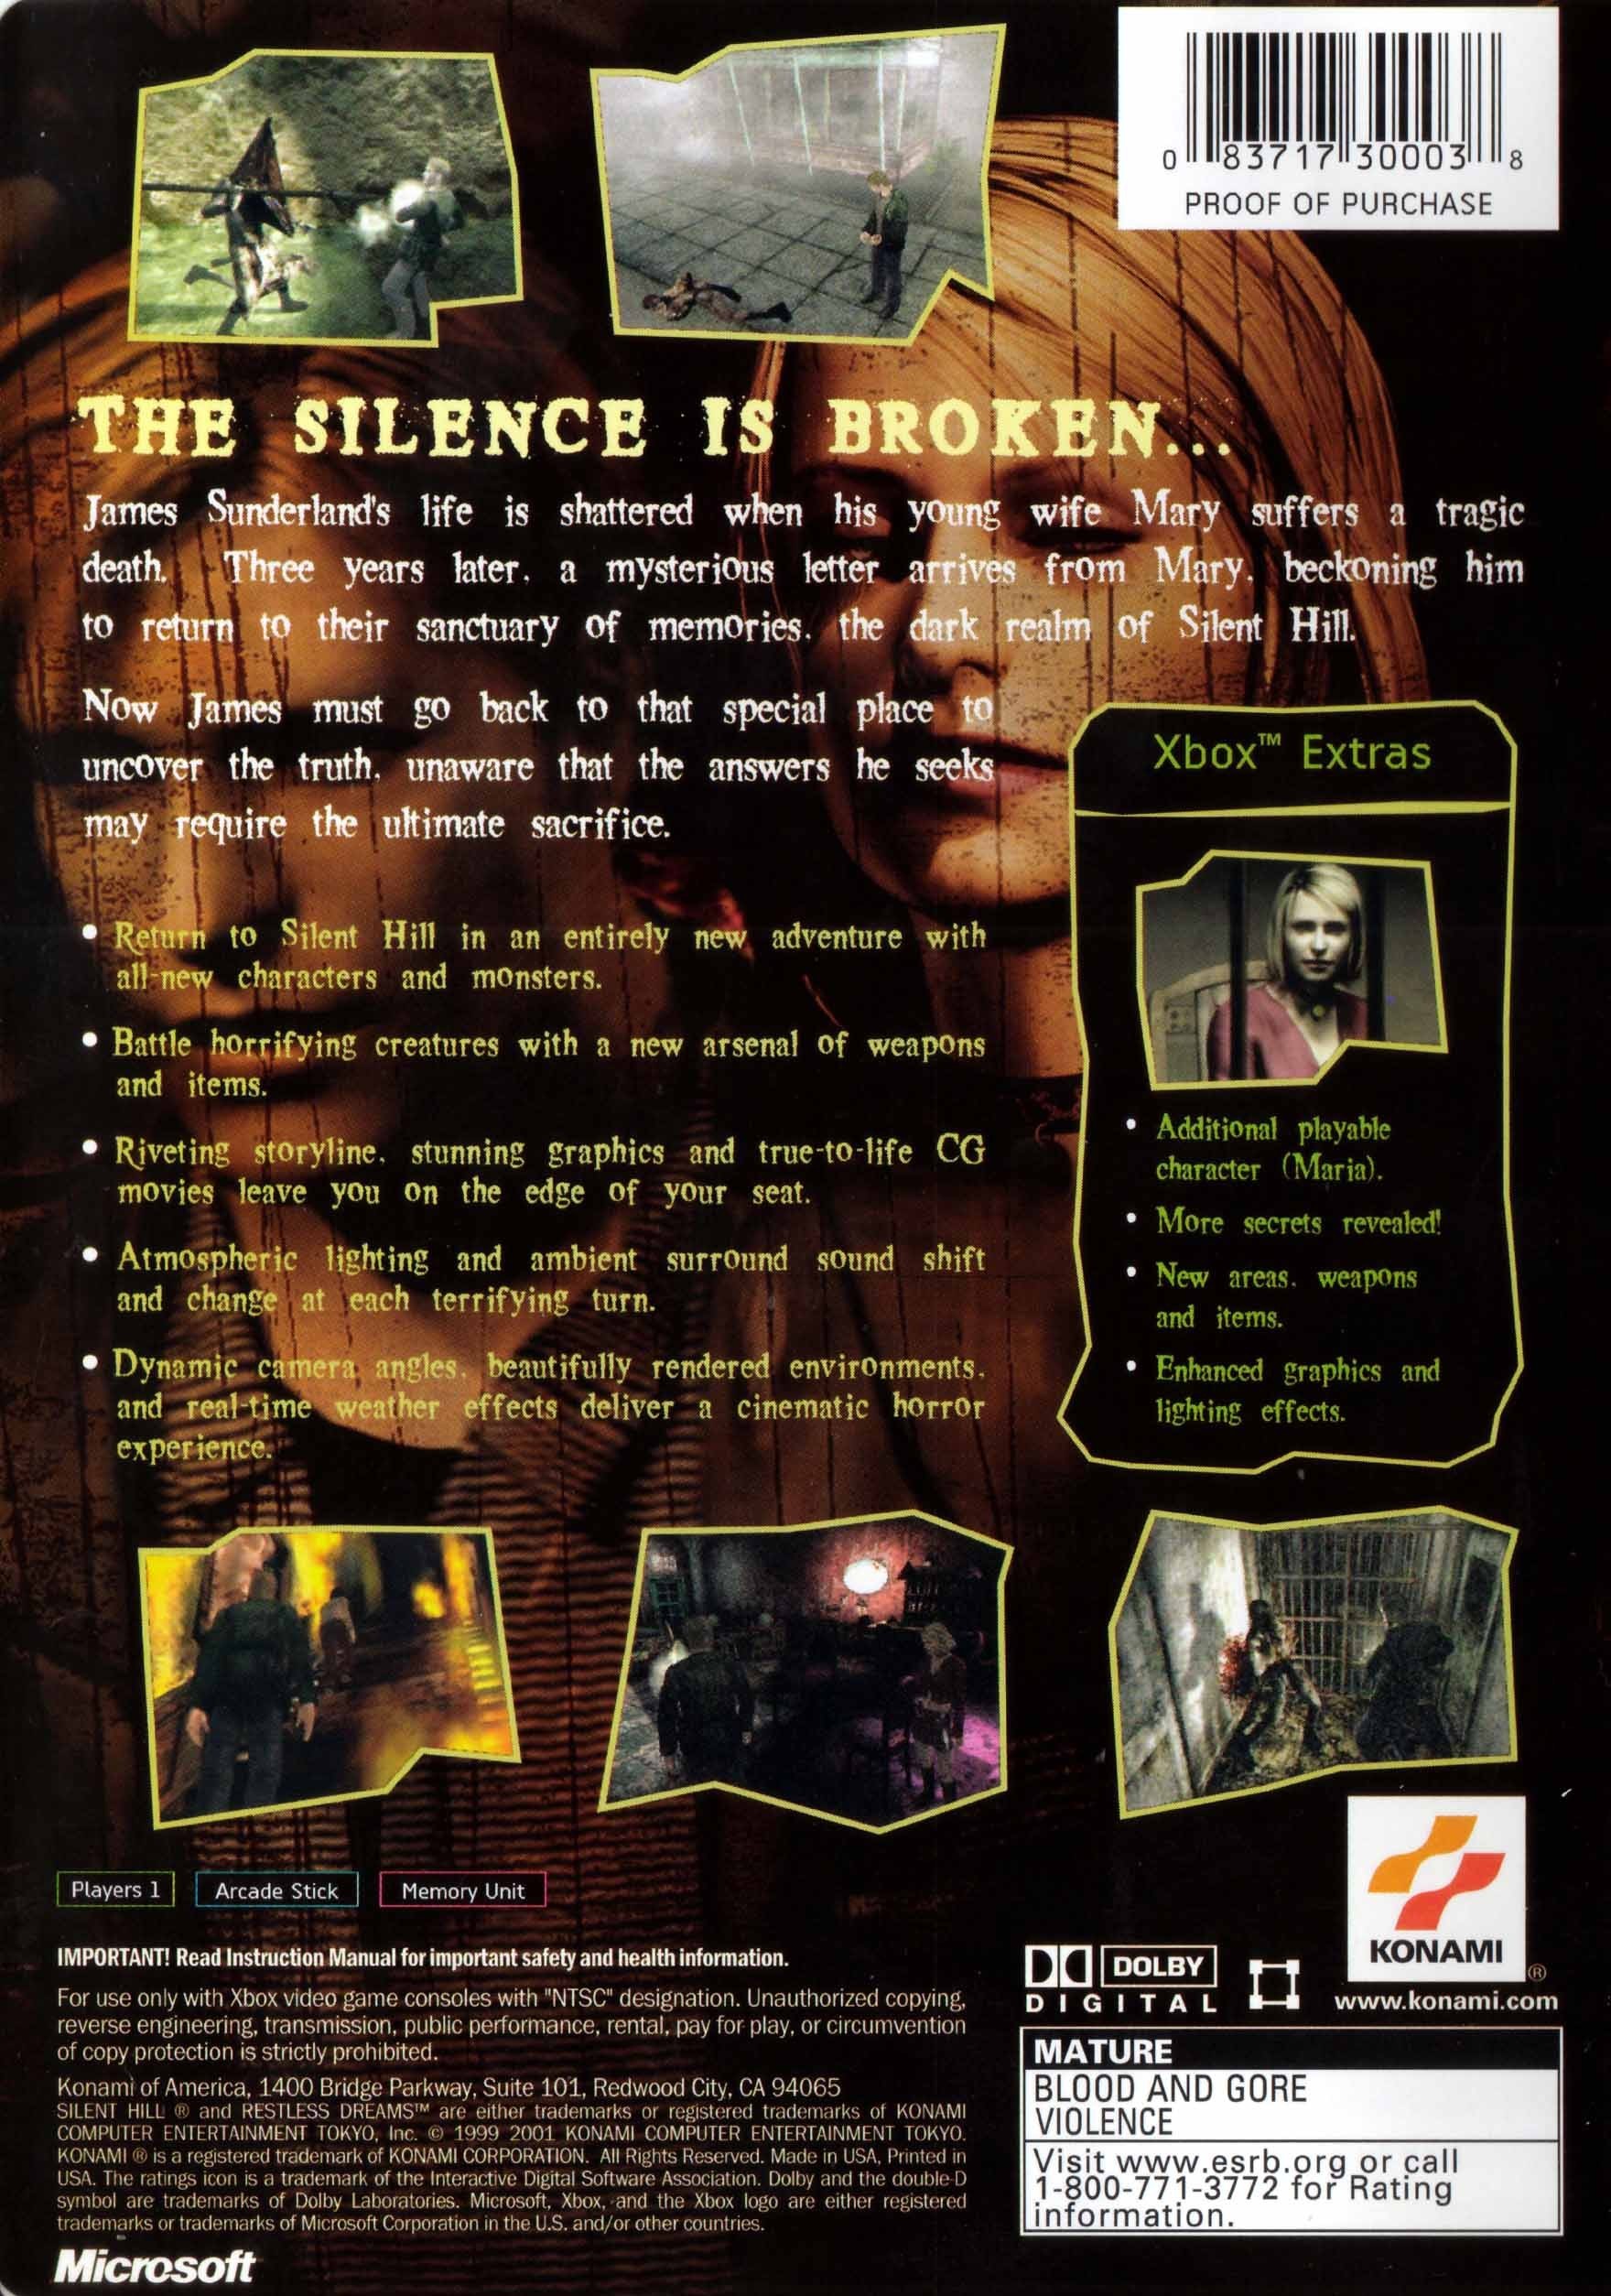 0 83717 30003 8
PROOF OF PURCHASE
THE SILENCE IS BROKEN...
James Sunderland's life is shattered when his young wife Mary suffers a tragic
death. Three years later, a mysterious letter arrives from Mary, beckoning him
to return to their sanctuary of memories, the dark realm of Silent Hill.
Now James must go back to that special place to
uncover the truth, unaware that the answers he seeks
may require the ultimate sacrifice.
• Return to Silent Hill in an entirely new adventure with
all-new characters and monsters.
• Battle horrifying creatures with a new arsenal of weapons
and items.
• Riveting storyline, stunning graphics and true-to-life CG
movies leave you on the edge of your seat.
• Atmospheric lighting and ambient surround sound shift
and change at each terrifying turn.
• Dynamic camera angles, beautifully rendered environments,
and real-time weather effects deliver a cinematic horror
experience.
Xbox™ Extras
• Additional playable
character (Maria).
• More secrets revealed!
• New areas, weapons
and items.
• Enhanced graphics and
lighting effects.
Players 1
Arcade Stick
Memory Unit
IMPORTANT! Read Instruction Manual for important safety and health information.
For use only with Xbox video game consoles with "NTSC" designation. Unauthorized copying,
reverse engineering, transmission, public performance, rental, pay for play, or circumvention
of copy protection is strictly prohibited.
Konami of America, 1400 Bridge Parkway, Suite 101, Redwood City, CA 94065
SILENT HILL ® and RESTLESS DREAMS™ are either trademarks or registered trademarks of KONAMI
COMPUTER ENTERTAINMENT TOKYO, Inc. © 1999 2001 KONAMI COMPUTER ENTERTAINMENT TOKYO.
KONAMI ® is a registered trademark of KONAMI CORPORATION. All Rights Reserved. Made in USA, Printed in
USA. The ratings icon is a trademark of the Interactive Digital Software Association. Dolby and the double-D
symbol are trademarks of Dolby Laboratories. Microsoft, Xbox, and the Xbox logo are either registered
trademarks or trademarks of Microsoft Corporation in the U.S. and/or other countries.
Microsoft
DOLBY
DIGITAL
KONAMI
®
www.konami.com
MATURE
BLOOD AND GORE
VIOLENCE
Visit www.esrb.org or call
1-800-771-3772 for Rating
information.